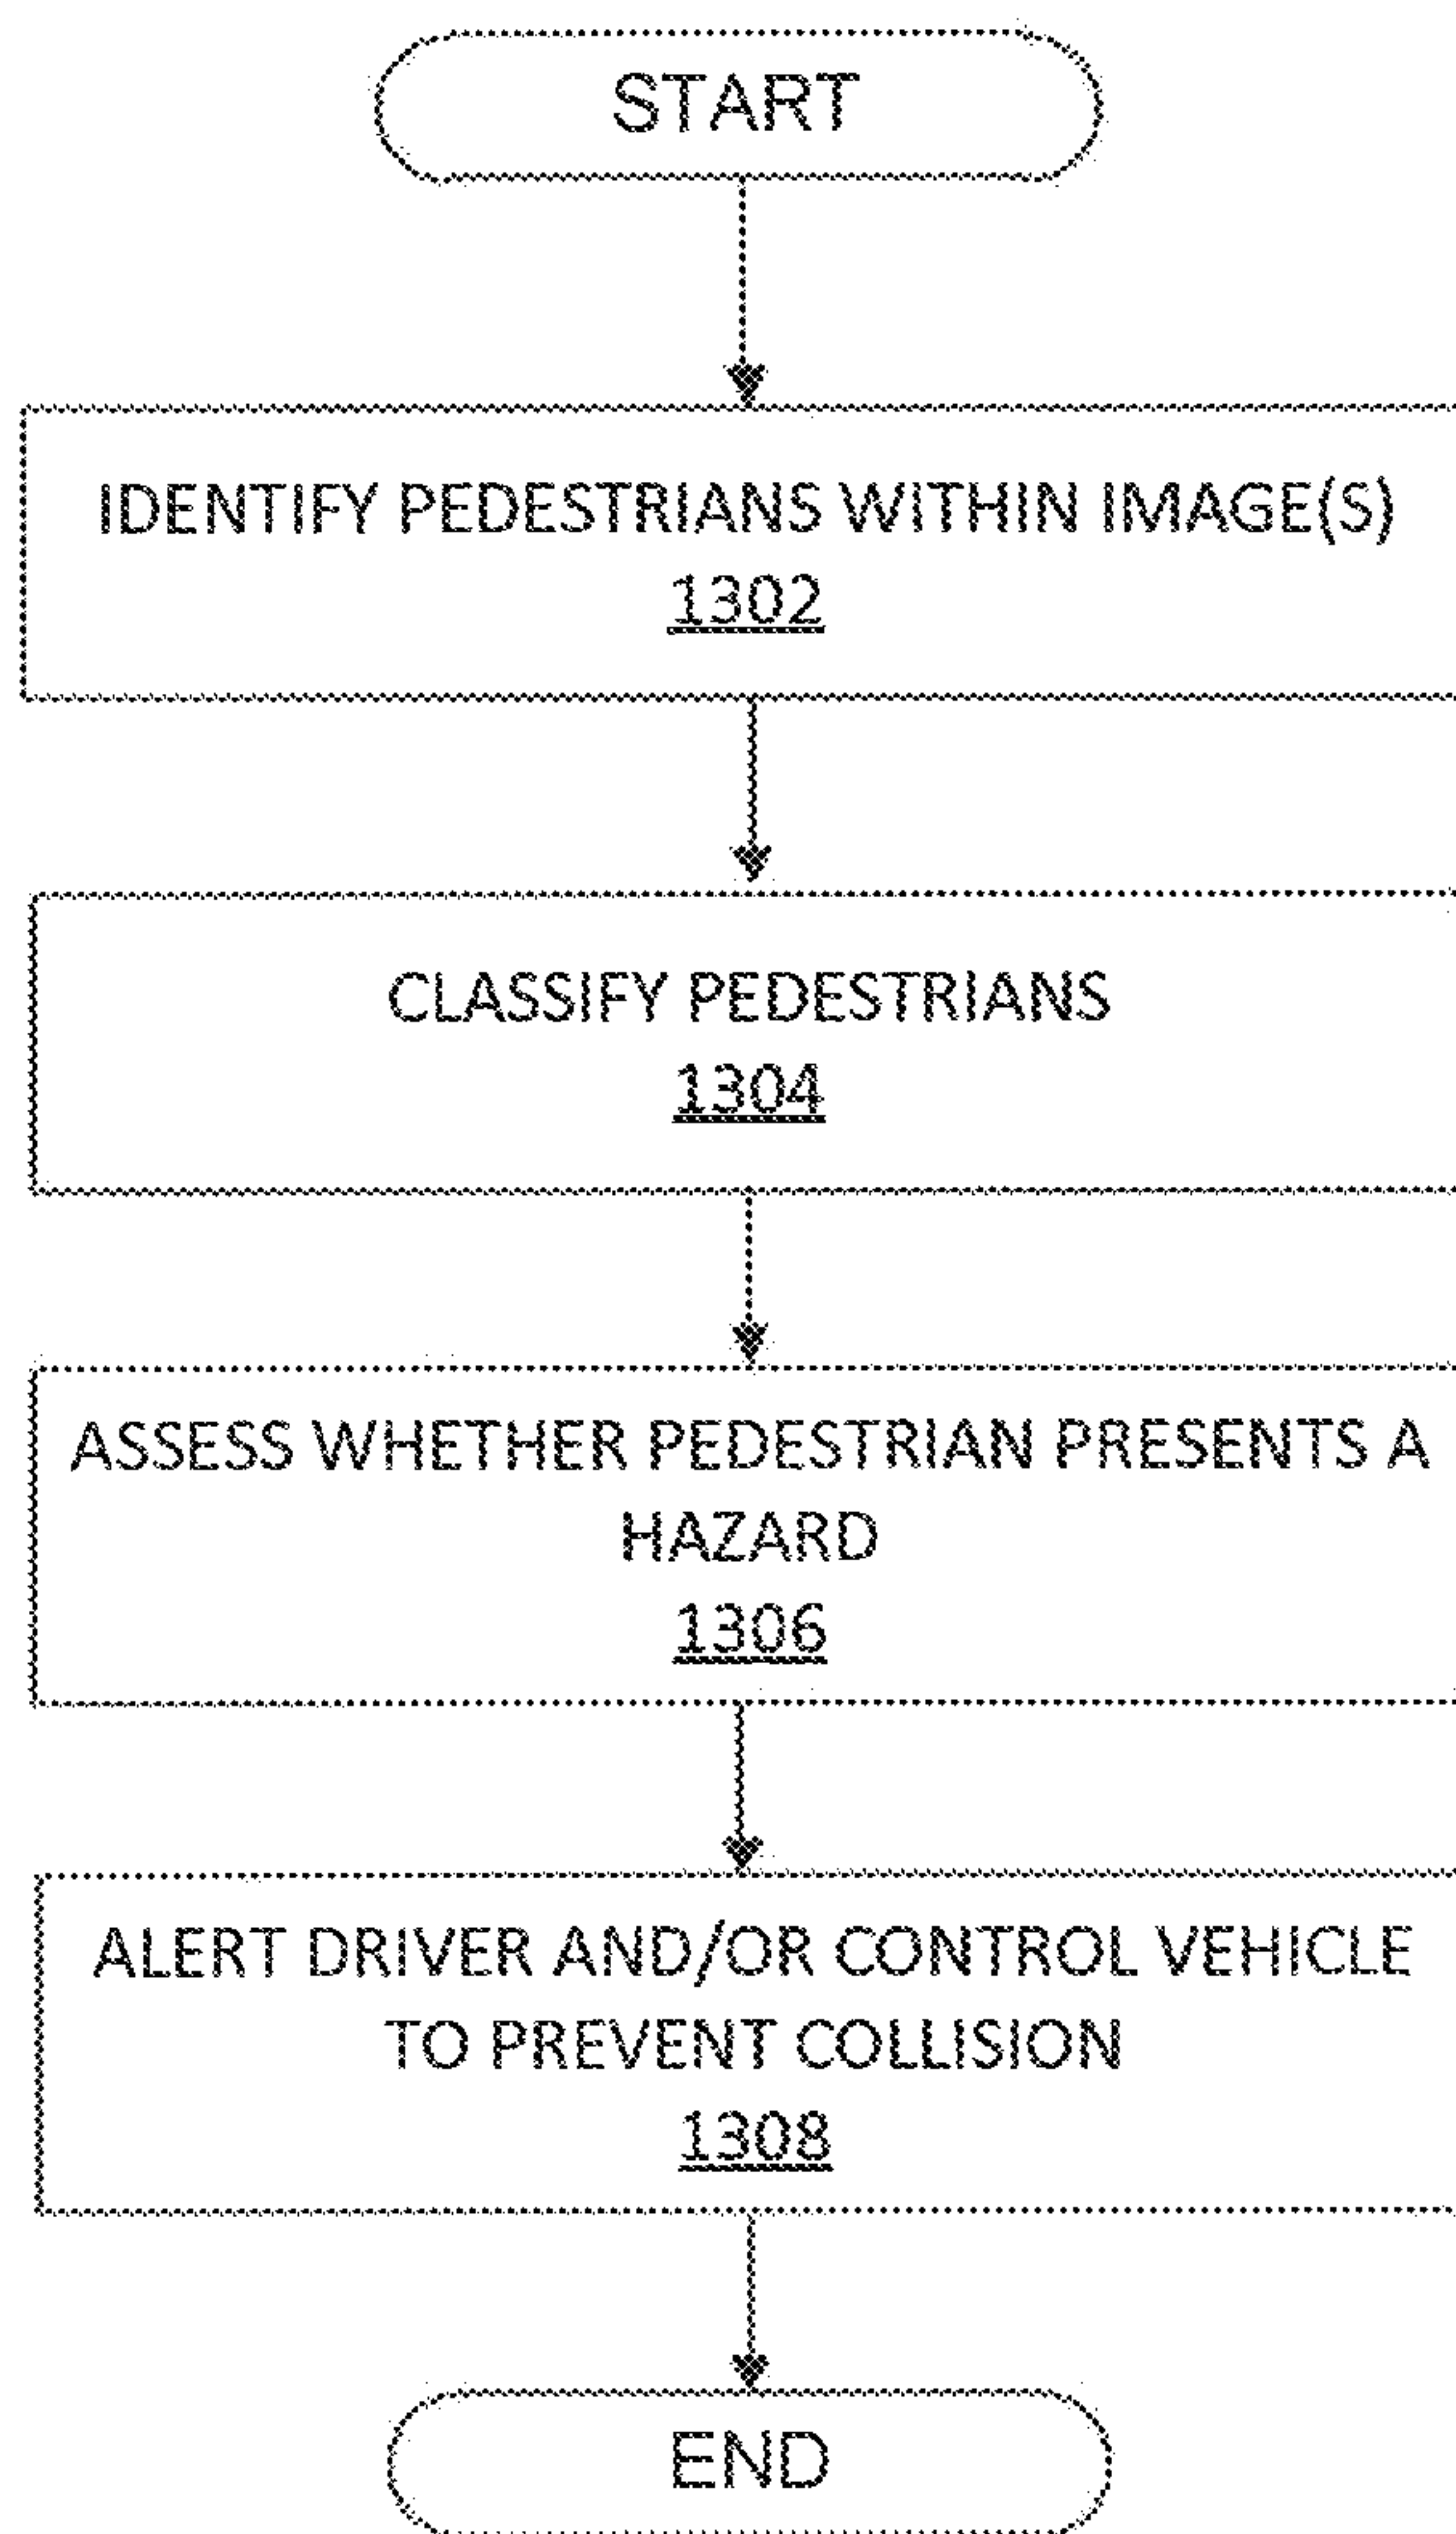 START
IDENTIFY PEDESTRIANS WITHIN IMAGE(S)
1302
CLASSIFY PEDESTRIANS
1304
ASSESS WHETHER PEDESTRIAN PRESENTS A
HAZARD
1306
ALERT DRIVER AND/OR CONTROL VEHICLE
TO PREVENT COLLISION
1308
END